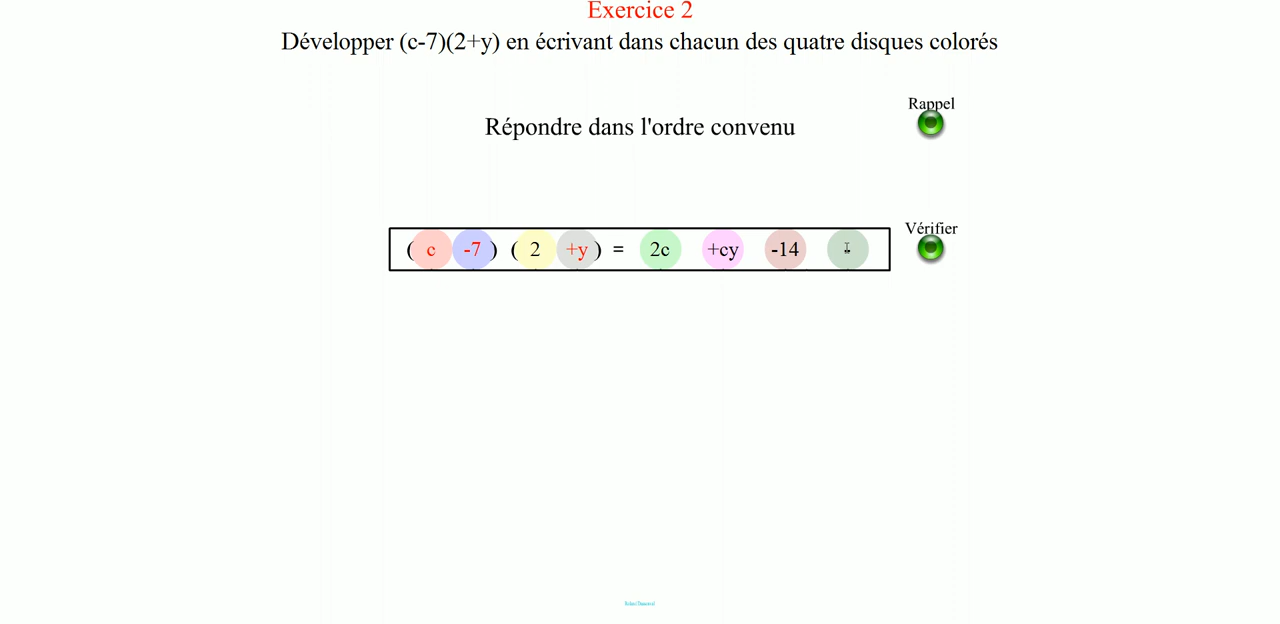 Exercice 2
Développer (c-7)(2+y) en écrivant dans chacun des quatre disques colorés
Rappel
Répondre dans l'ordre convenu
Vérifier
( c -7 ) ( 2 +y ) = 2c +cy -14 -